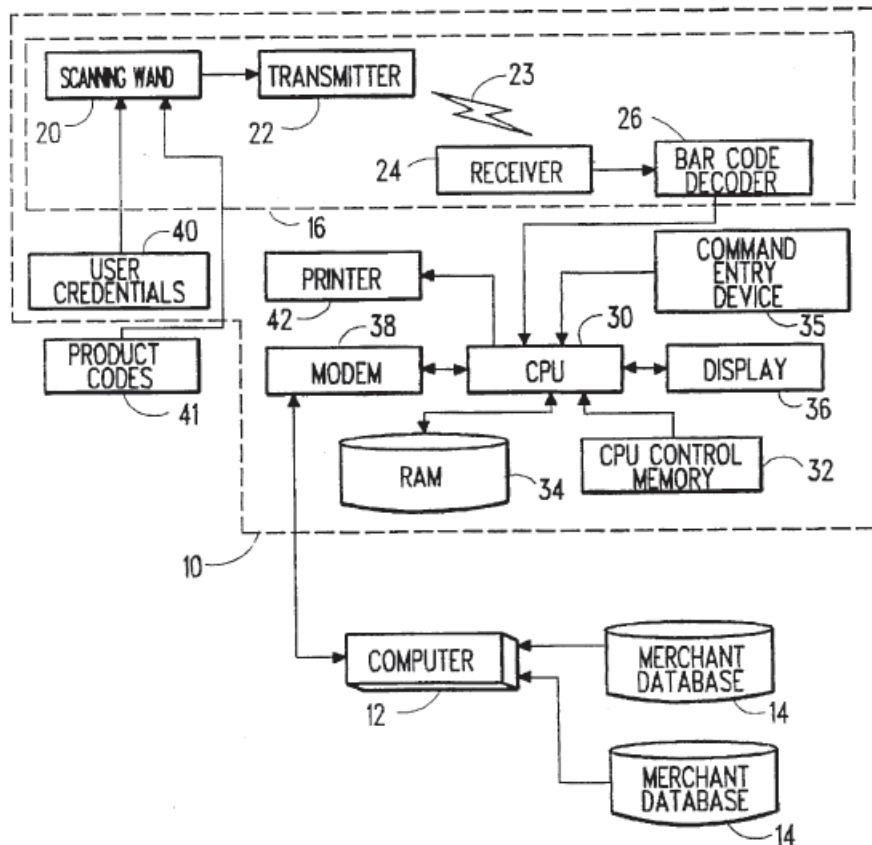 SCANNING WAND
20
TRANSMITTER
22
23
24
RECEIVER
26
BAR CODE
DECODER
16
40
USER
CREDENTIALS
PRODUCT
CODES
41
PRINTER
42
COMMAND
ENTRY
DEVICE
35
38
MODEM
30
CPU
DISPLAY
36
RAM
34
CPU CONTROL
MEMORY
32
10
COMPUTER
12
MERCHANT
DATABASE
14
MERCHANT
DATABASE
14